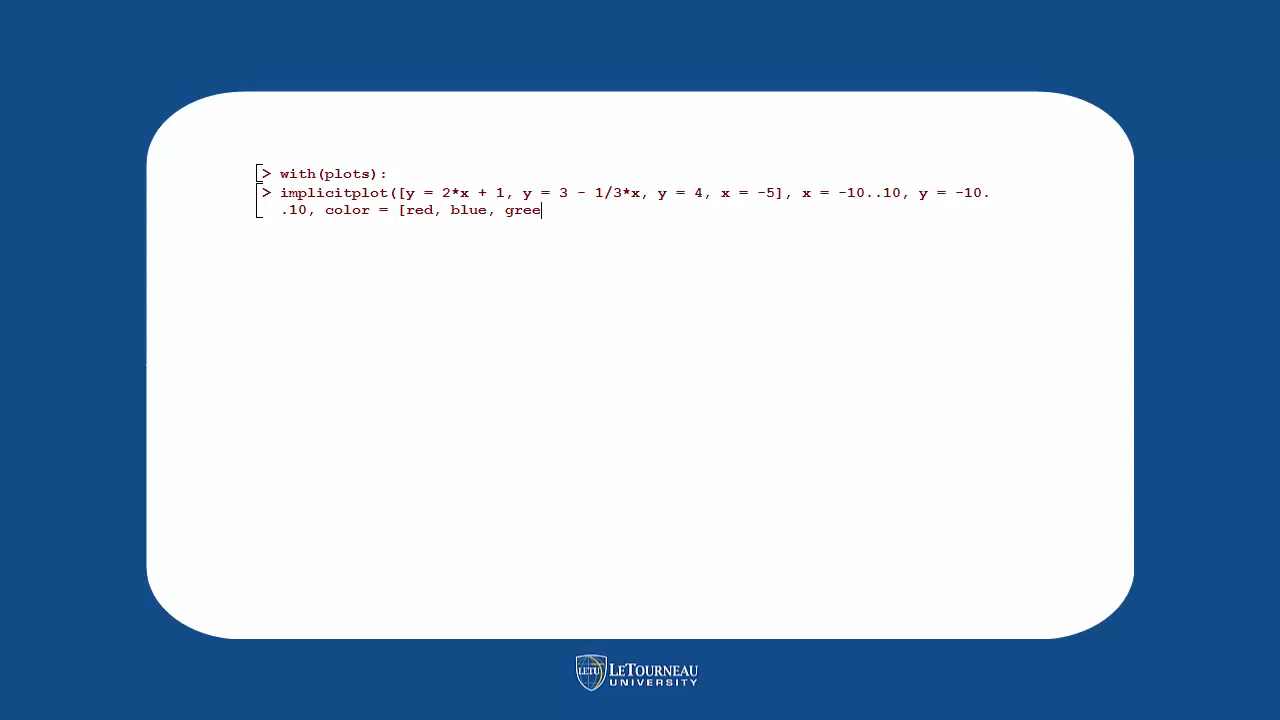 > with(plots):
> implicitplot([y = 2*x + 1, y = 3 - 1/3*x, y = 4, x = -5], x = -10..10, y = -10.
.10, color = [red, blue, gree
LETU LETOURNEAU
UNIVERSITY